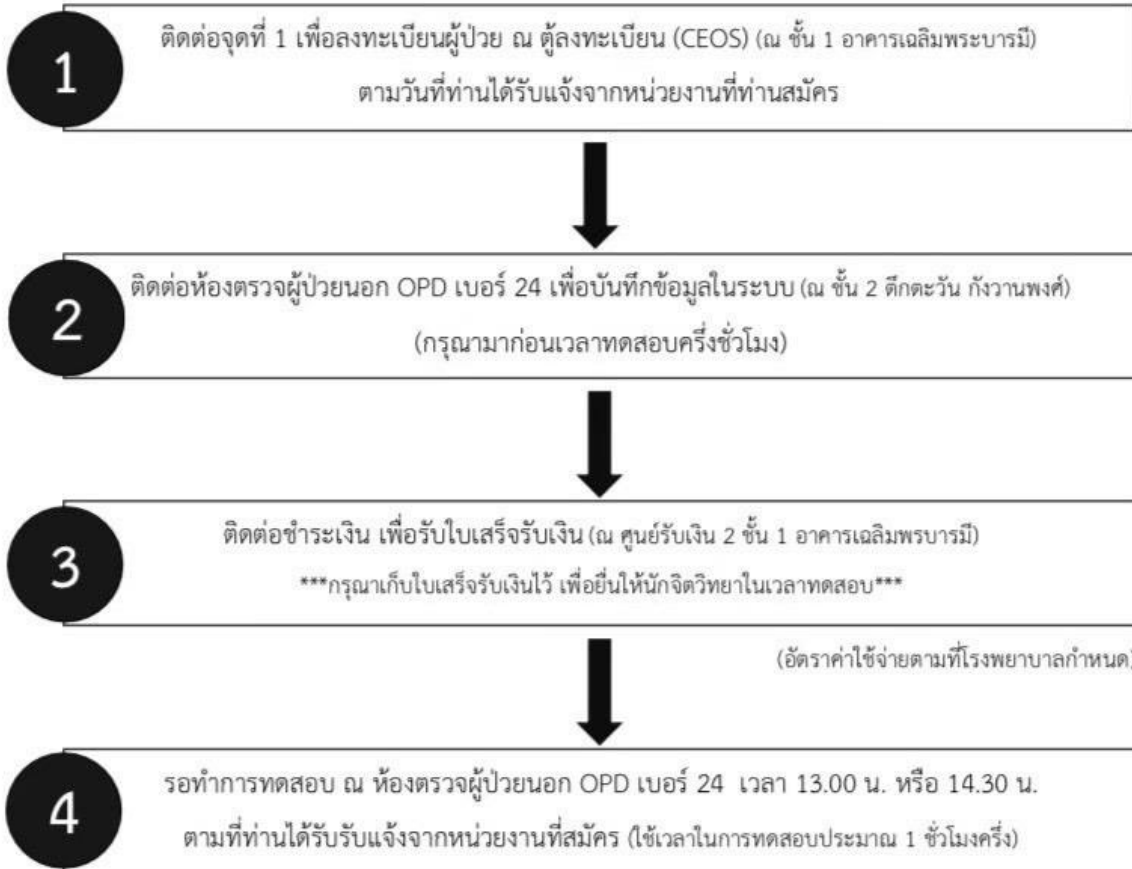 1
ติดต่อจุดที่ 1 เพื่อลงทะเบียนผู้ป่วย ณ ตู้ลงทะเบียน (CEOS) (ณ ชั้น 1 อาคารเฉลิมพระบารมี)
ตามวันที่ท่านได้รับแจ้งจากหน่วยงานที่ท่านสมัคร
2
ติดต่อห้องตรวจผู้ป่วยนอก OPD เบอร์ 24 เพื่อบันทึกข้อมูลในระบบ (ณ ชั้น 2 ตึกตะวัน กังวานพงศ์)
(กรุณามาก่อนเวลาทดสอบครึ่งชั่วโมง)
3
ติดต่อชำระเงิน เพื่อรับใบเสร็จรับเงิน (ณ ศูนย์รับเงิน 2 ชั้น 1 อาคารเฉลิมพรบารมี)
***กรุณาเก็บใบเสร็จรับเงินไว้ เพื่อยื่นให้นักจิตวิทยาในเวลาทดสอบ***
(อัตราค่าใช้จ่ายตามที่โรงพยาบาลกำหนด)
4
รอทำการทดสอบ ณ ห้องตรวจผู้ป่วยนอก OPD เบอร์ 24 เวลา 13.00 น. หรือ 14.30 น.
ตามที่ท่านได้รับรับแจ้งจากหน่วยงานที่สมัคร (ใช้เวลาในการทดสอบประมาณ 1 ชั่วโมงครึ่ง)